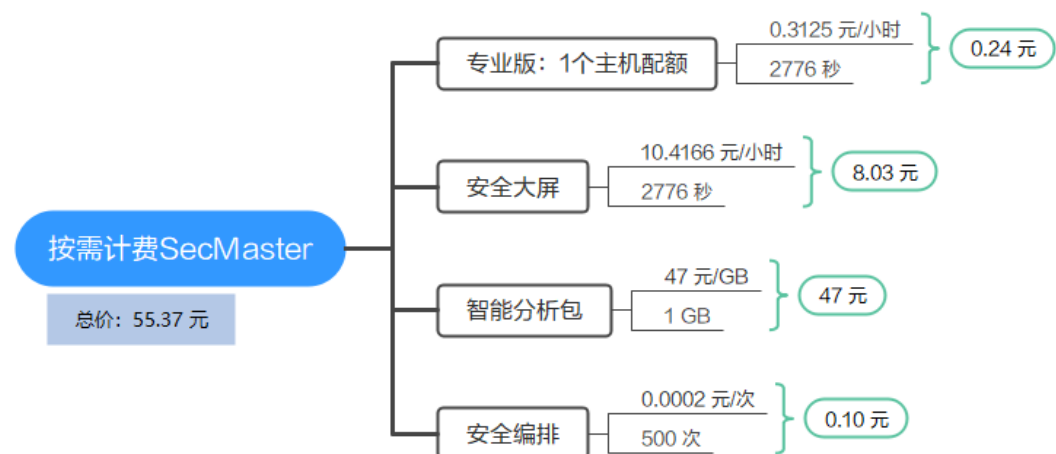 按需计费SecMaster
总价：55.37 元
专业版：1个主机配额
0.3125 元/小时
2776 秒
0.24 元
安全大屏
10.4166 元/小时
2776 秒
8.03 元
智能分析包
47 元/GB
1 GB
47 元
安全编排
0.0002 元/次
500 次
0.10 元